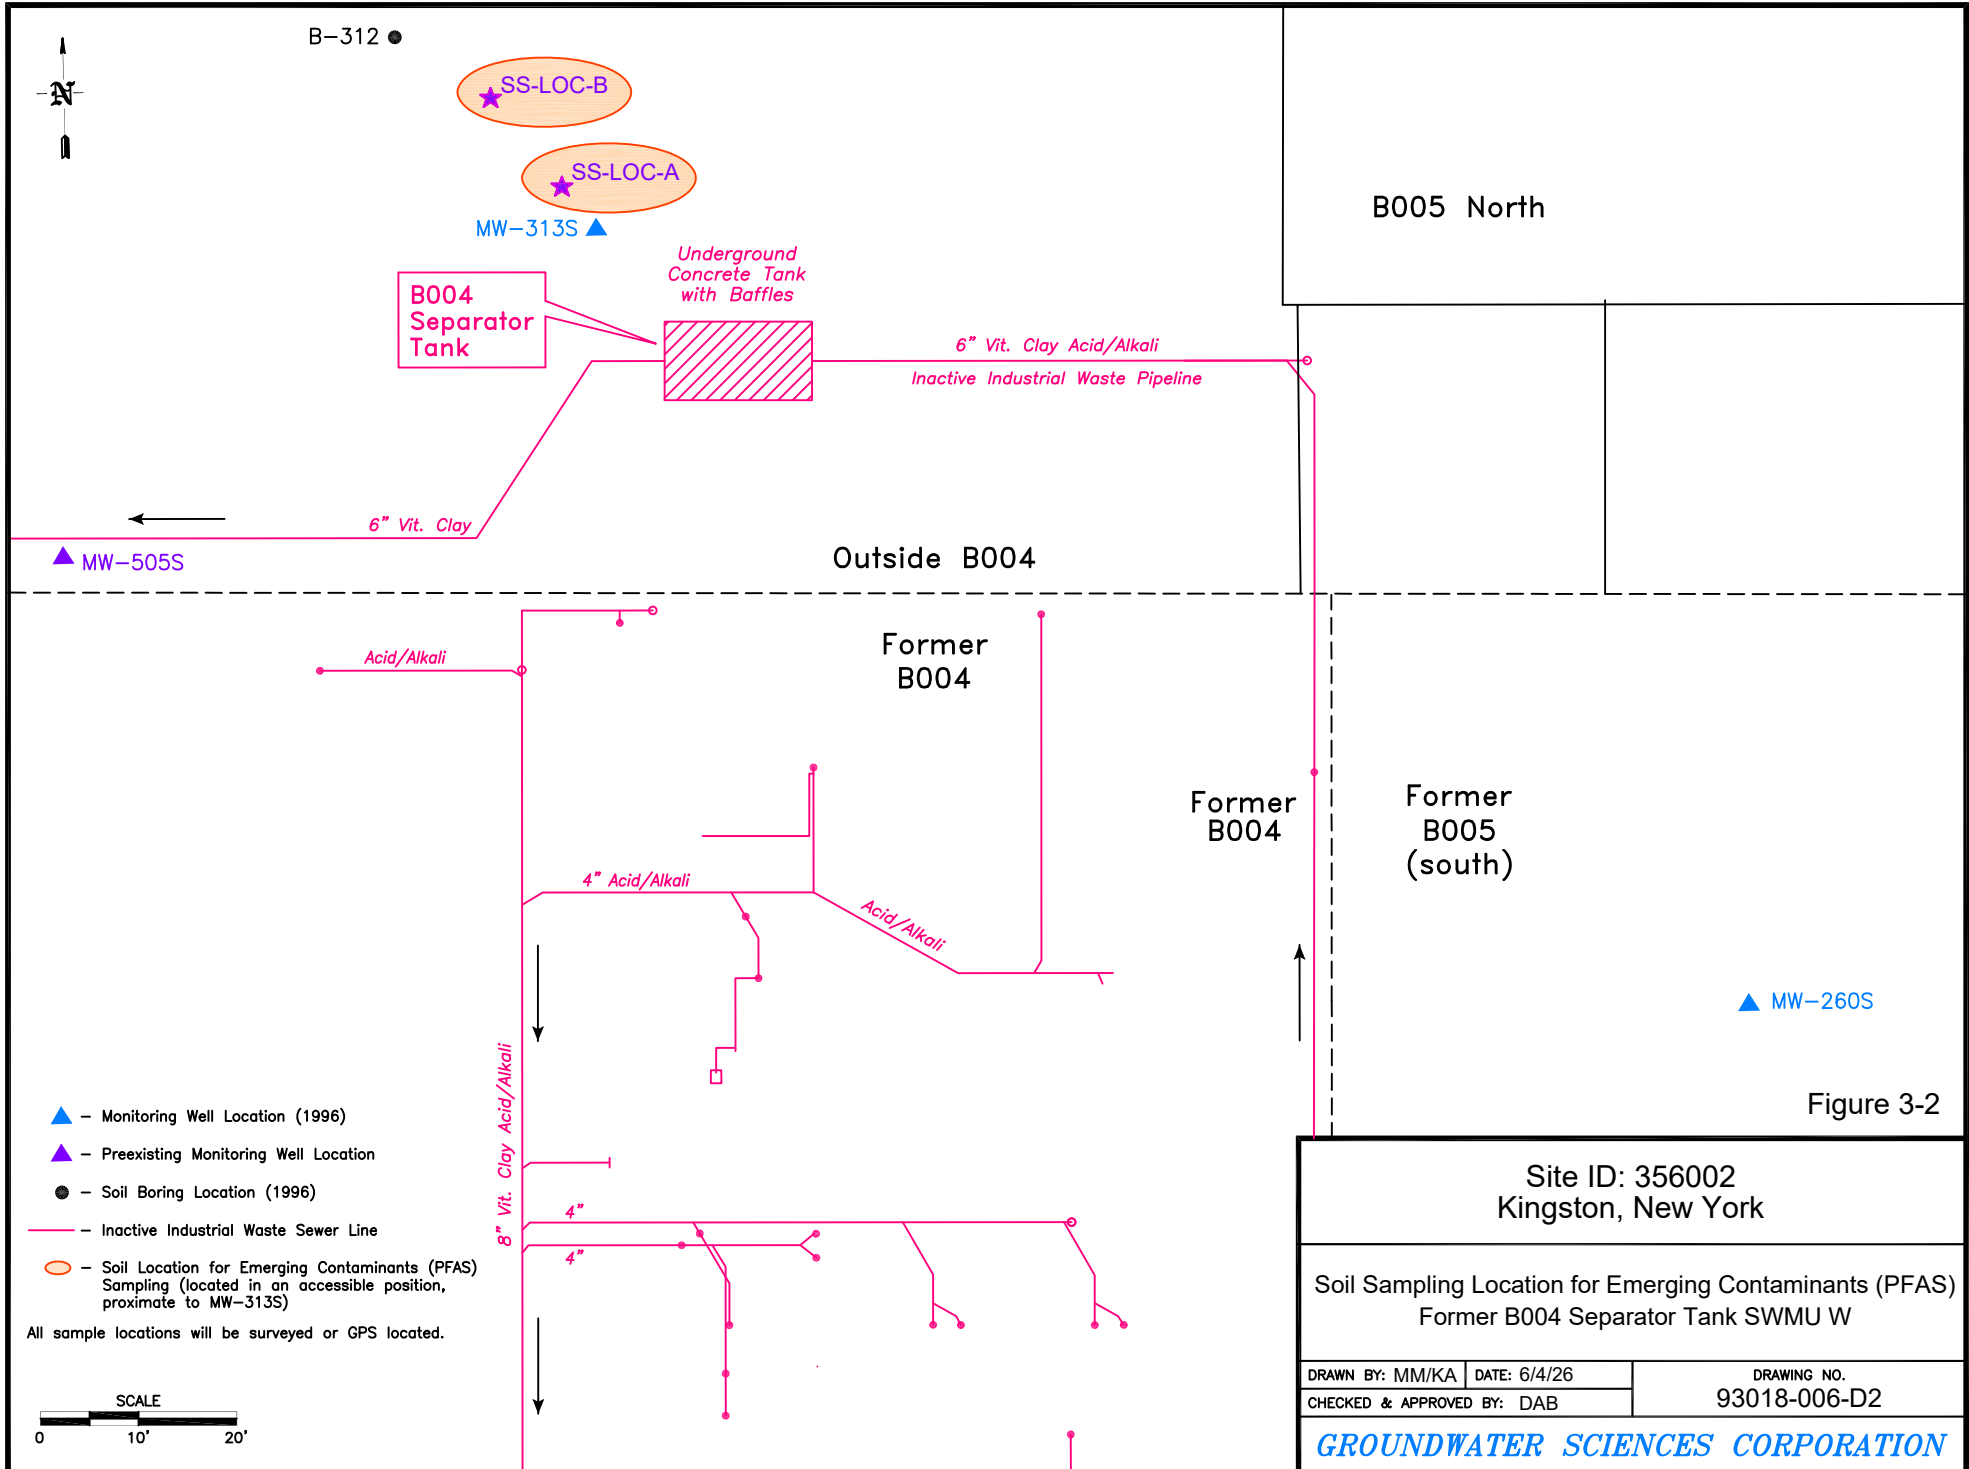 B-312
N
SS-LOC-B
SS-LOC-A
MW-313S
B005 North
Underground
Concrete Tank
with Baffles
B004
Separator
Tank
6" Vit. Clay Acid/Alkali
Inactive Industrial Waste Pipeline
6" Vit. Clay
MW-505S
Outside B004
Former
B004
Acid/Alkali
Former
B004
Former
B005
(south)
4" Acid/Alkali
Acid/Alkali
MW-260S
8" Vit. Clay Acid/Alkali
4"
4"
Figure 3-2
- Monitoring Well Location (1996)
- Preexisting Monitoring Well Location
- Soil Boring Location (1996)
- Inactive Industrial Waste Sewer Line
- Soil Location for Emerging Contaminants (PFAS)
Sampling (located in an accessible position,
proximate to MW-313S)
All sample locations will be surveyed or GPS located.
SCALE
0 10' 20'
Site ID: 356002
Kingston, New York
Soil Sampling Location for Emerging Contaminants (PFAS)
Former B004 Separator Tank SWMU W
DRAWN BY: MM/KA DATE: 6/4/26
CHECKED & APPROVED BY: DAB
DRAWING NO.
93018-006-D2
GROUNDWATER SCIENCES CORPORATION